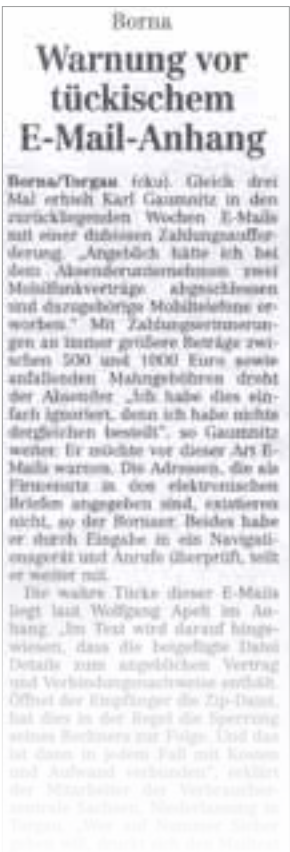 Borna
Warnung vor
tückischem
E-Mail-Anhang
Borna/Torgau (cku). Gleich drei
Mal erhielt Karl Gaumnitz in den
zurückliegenden Wochen E-Mails
mit einer dubiosen Zahlungsauffor-
derung. „Angeblich hätte ich bei
dem Absenderunternehmen zwei
Mobilfunkverträge abgeschlossen
und dazugehörige Mobiltelefone er-
worben.“ Mit Zahlungserinnerun-
gen an immer größere Beträge zwi-
schen 500 und 1000 Euro sowie
anfallenden Mahngebühren droht
der Absender. „Ich habe dies ein-
fach ignoriert, denn ich habe nichts
dergleichen bestellt“, so Gaumnitz
weiter. Er möchte vor dieser Art E-
Mails warnen. Die Adressen, die als
Firmensitz in den elektronischen
Briefen angegeben sind, existieren
nicht, so der Bornaer. Beides habe
er durch Eingabe in ein Navigati-
onsgerät und Anrufe überprüft, teilt
er weiter mit.
Die wahre Tücke dieser E-Mails
liegt laut Wolfgang Apelt im An-
hang. „Im Text wird darauf hinge-
wiesen, dass die beigefügte Datei
Details zum angeblichen Vertrag
und Verbindungsnachweise enthält.
Öffnet der Empfänger die Zip-Datei,
hat dies in der Regel die Sperrung
seines Rechners zur Folge. Und das
ist dann in jedem Fall mit Kosten
und Aufwand verbunden“, erklärt
der Mitarbeiter der Verbraucher-
zentrale Sachsen, Niederlassung in
Torgau. „Wer auf Nummer Sicher